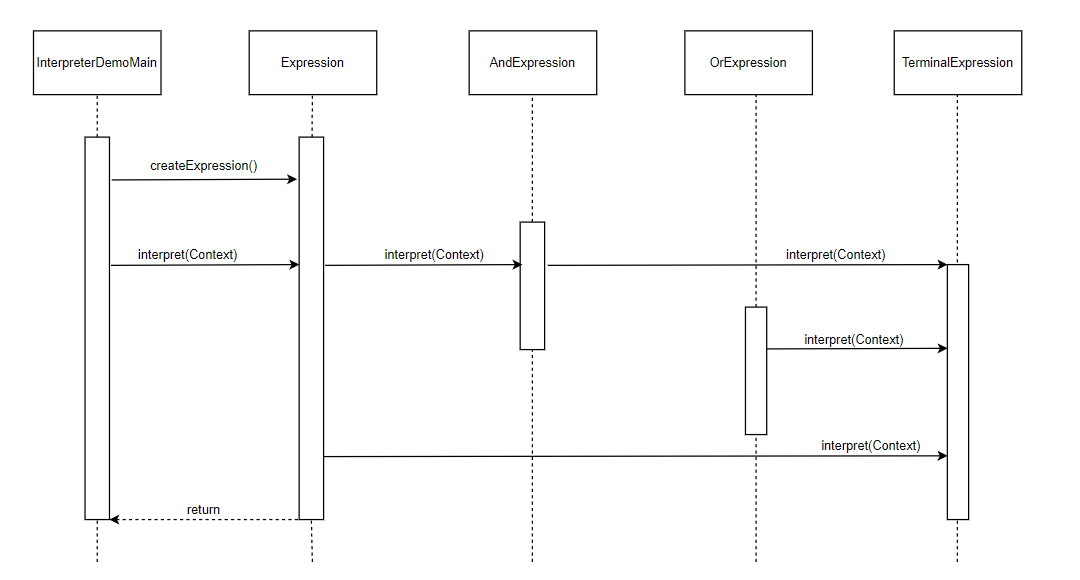 InterpreterDemoMain
Expression
AndExpression
OrExpression
TerminalExpression
createExpression()
interpret(Context)
interpret(Context)
interpret(Context)
interpret(Context)
interpret(Context)
return